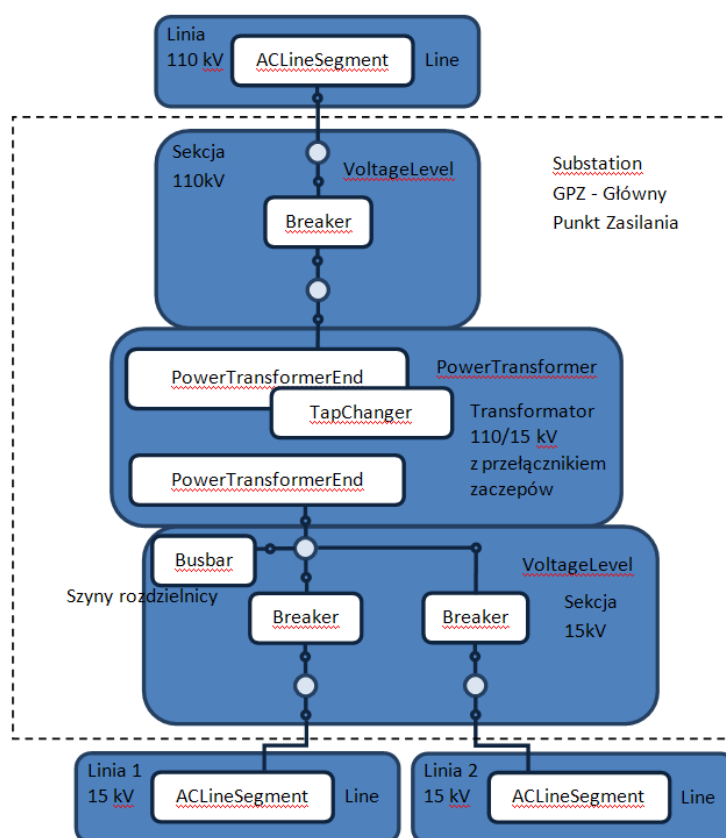 Linia
110 kV
ACLineSegment
Line
Sekcja
110kV
VoltageLevel
Breaker
Substation
GPZ - Główny
Punkt Zasilania
PowerTransformerEnd
PowerTransformer
TapChanger
Transformator
110/15 kV
z przełącznikiem
zaczepów
PowerTransformerEnd
Busbar
Szyny rozdzielnicy
VoltageLevel
Sekcja
15kV
Breaker
Breaker
Linia 1
15 kV
ACLineSegment
Line
Linia 2
15 kV
ACLineSegment
Line